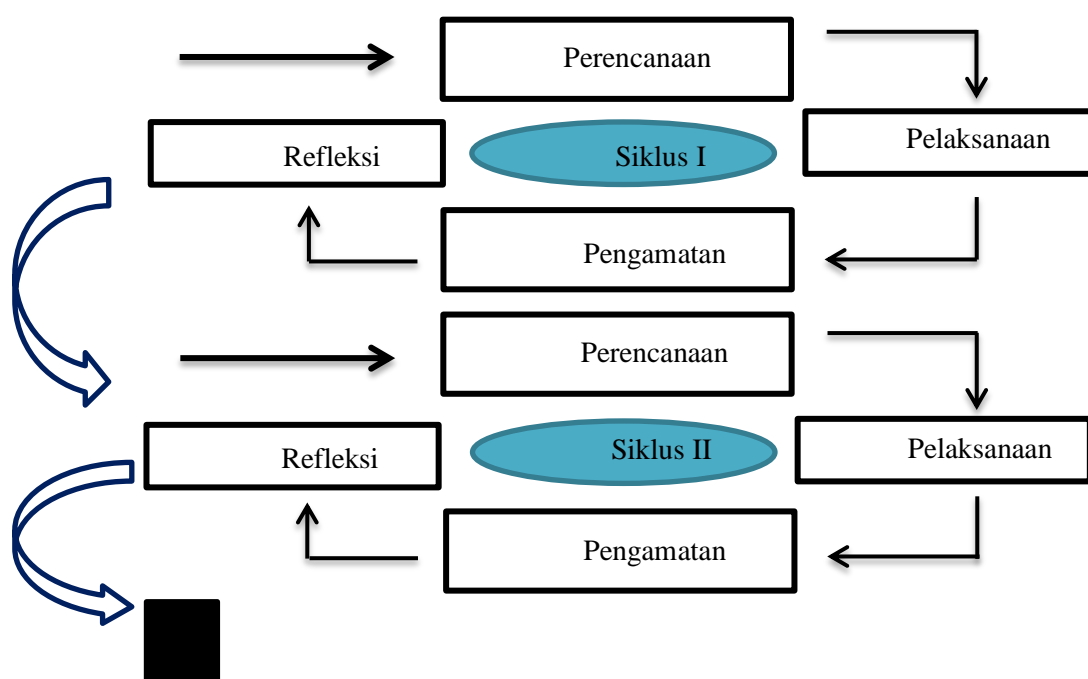 Perencanaan
Refleksi
Siklus I
Pelaksanaan
Pengamatan
Perencanaan
Refleksi
Siklus II
Pelaksanaan
Pengamatan